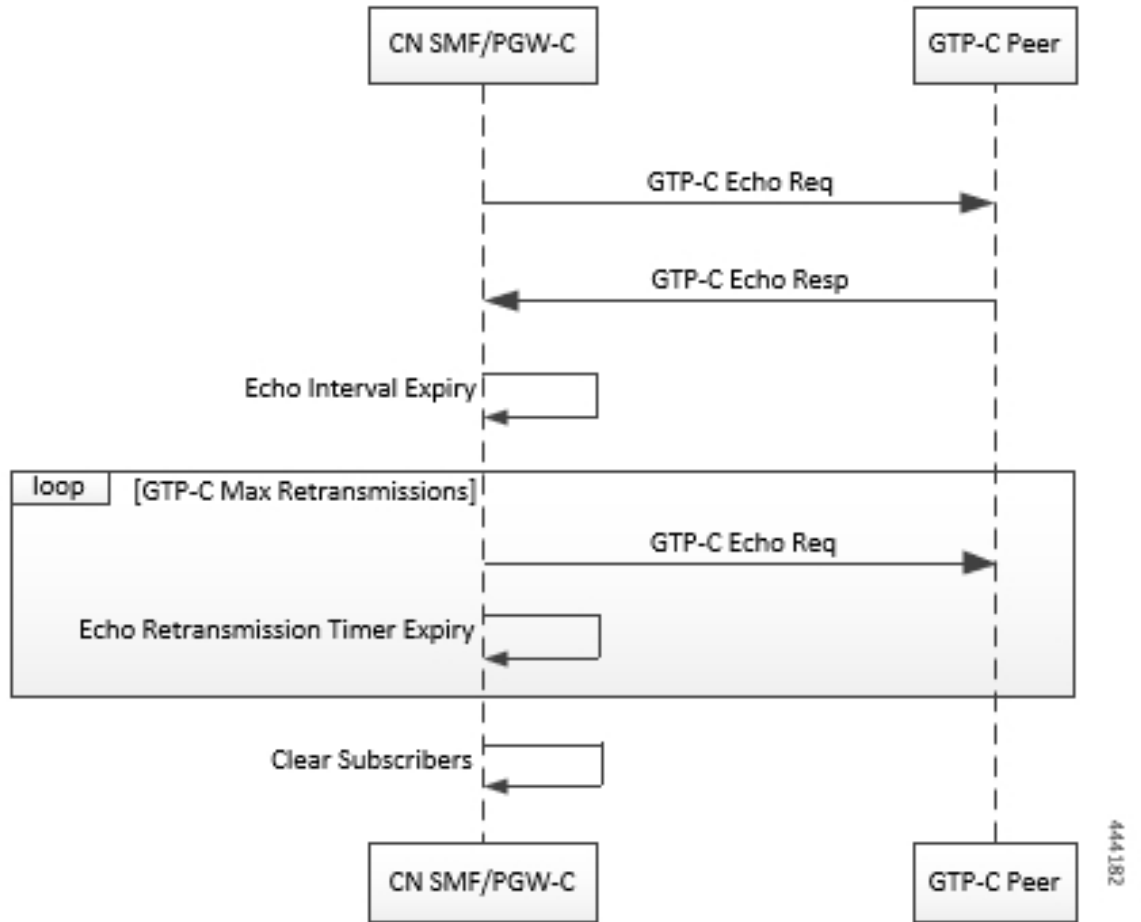 CN SMF/PGW-C
GTP-C Peer
GTP-C Echo Req
GTP-C Echo Resp
Echo Interval Expiry
loop
[GTP-C Max Retransmissions]
GTP-C Echo Req
Echo Retransmission Timer Expiry
Clear Subscribers
CN SMF/PGW-C
GTP-C Peer
444182